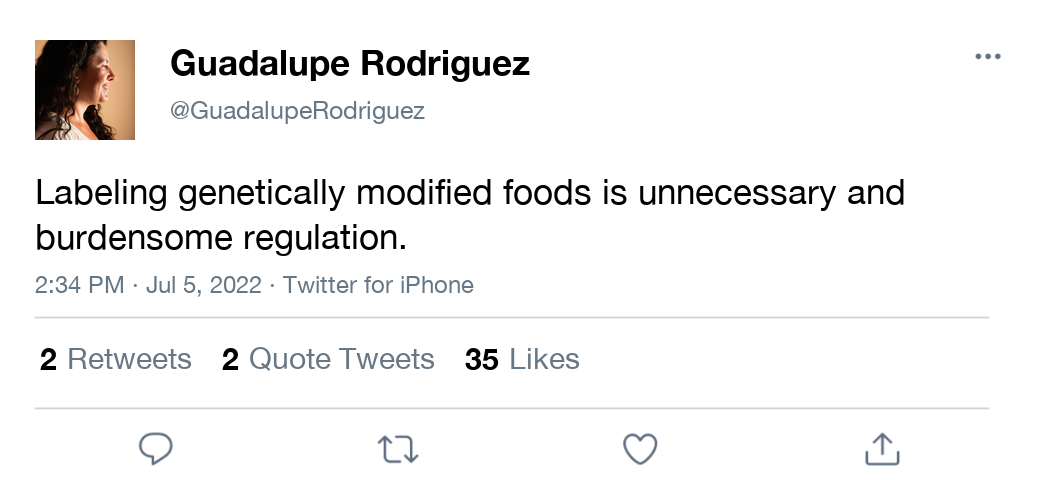 Guadalupe Rodriguez
@GuadalupeRodriguez
Labeling genetically modified foods is unnecessary and
burdensome regulation.
2:34 PM · Jul 5, 2022 · Twitter for iPhone
2 Retweets 2 Quote Tweets 35 Likes